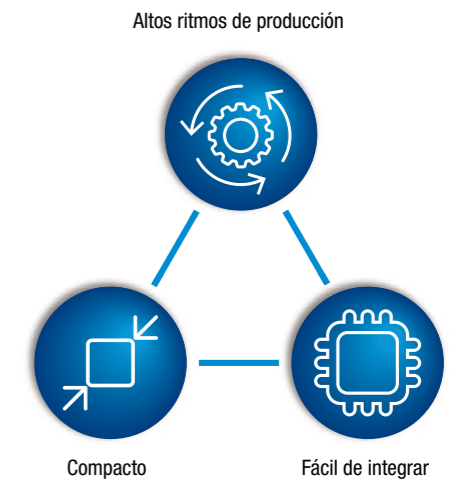 Altos ritmos de producción
Compacto
Fácil de integrar